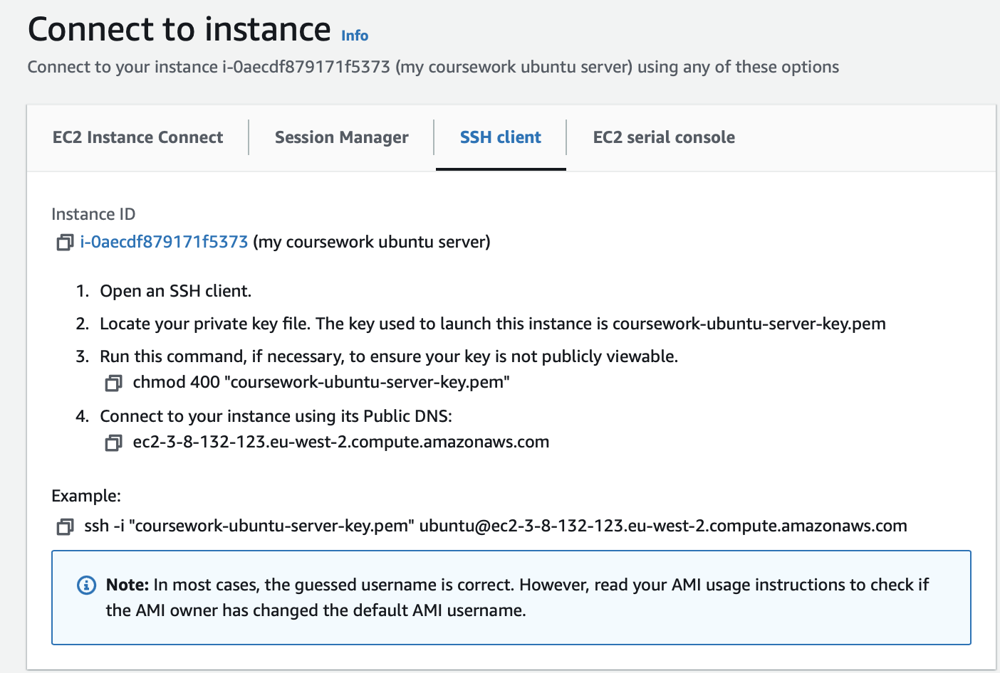 Connect to instance Info
Connect to your instance i-0aecdf879171f5373 (my coursework ubuntu server) using any of these options
EC2 Instance Connect
Session Manager
SSH client
EC2 serial console
Instance ID
i-0aecdf879171f5373 (my coursework ubuntu server)
1. Open an SSH client.
2. Locate your private key file. The key used to launch this instance is coursework-ubuntu-server-key.pem
3. Run this command, if necessary, to ensure your key is not publicly viewable.
chmod 400 "coursework-ubuntu-server-key.pem"
4. Connect to your instance using its Public DNS:
ec2-3-8-132-123.eu-west-2.compute.amazonaws.com
Example:
ssh -i "coursework-ubuntu-server-key.pem" ubuntu@ec2-3-8-132-123.eu-west-2.compute.amazonaws.com
Note: In most cases, the guessed username is correct. However, read your AMI usage instructions to check if
the AMI owner has changed the default AMI username.